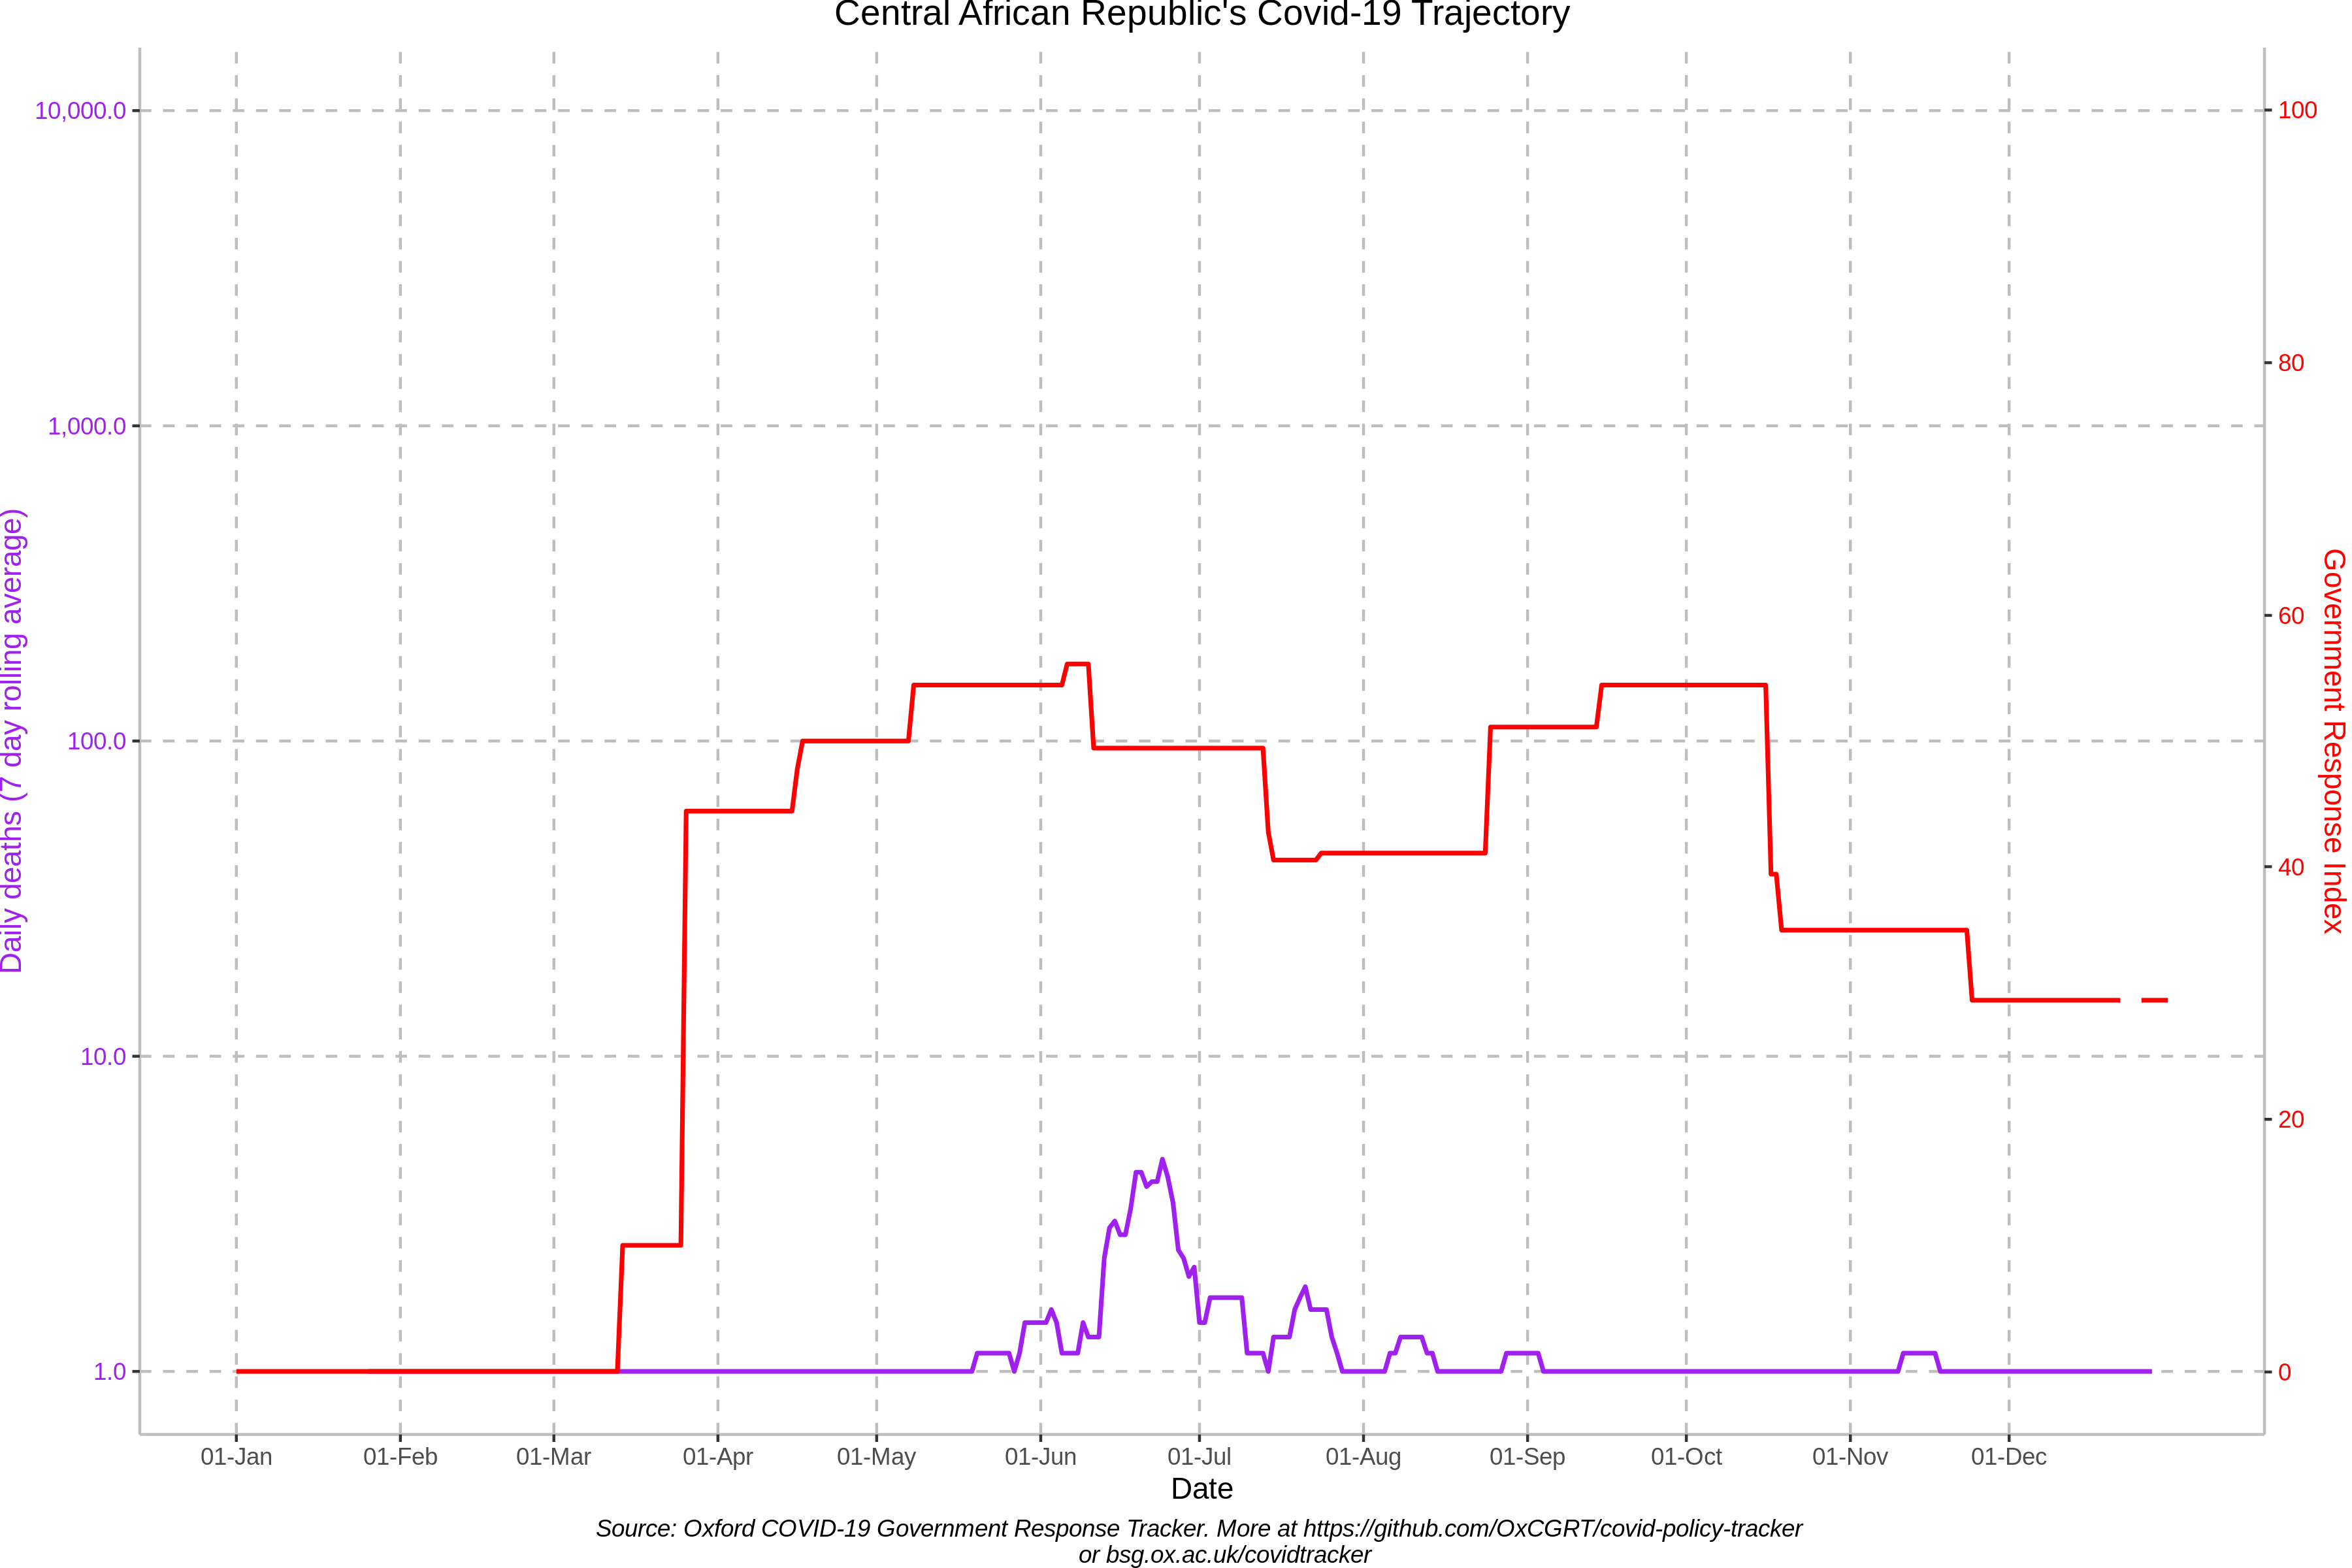 Central African Republic's Covid-19 Trajectory
10,000.0
1,000.0
100.0
10.0
1.0
Daily deaths (7 day rolling average)
100
80
60
40
20
0
Government Response Index
01-Jan
01-Feb
01-Mar
01-Apr
01-May
01-Jun
01-Jul
01-Aug
01-Sep
01-Oct
01-Nov
01-Dec
Date
Source: Oxford COVID-19 Government Response Tracker. More at https://github.com/OxCGRT/covid-policy-tracker
or bsg.ox.ac.uk/covidtracker